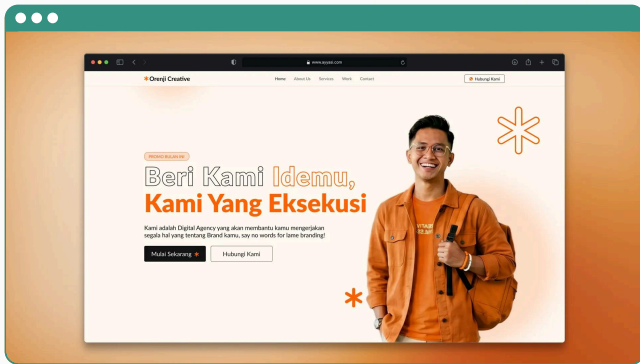 www.ayyasi.com
Orenji Creative
Home About Us Services Work Contact
Hubungi Kami
Beri Kami Idemu,
Kami Yang Eksekusi
Kami adalah Digital Agency yang akan membantu kamu mengerjakan
segala hal yang tentang Brand kamu, say no words for lame branding!
Mulai Sekarang
Hubungi Kami